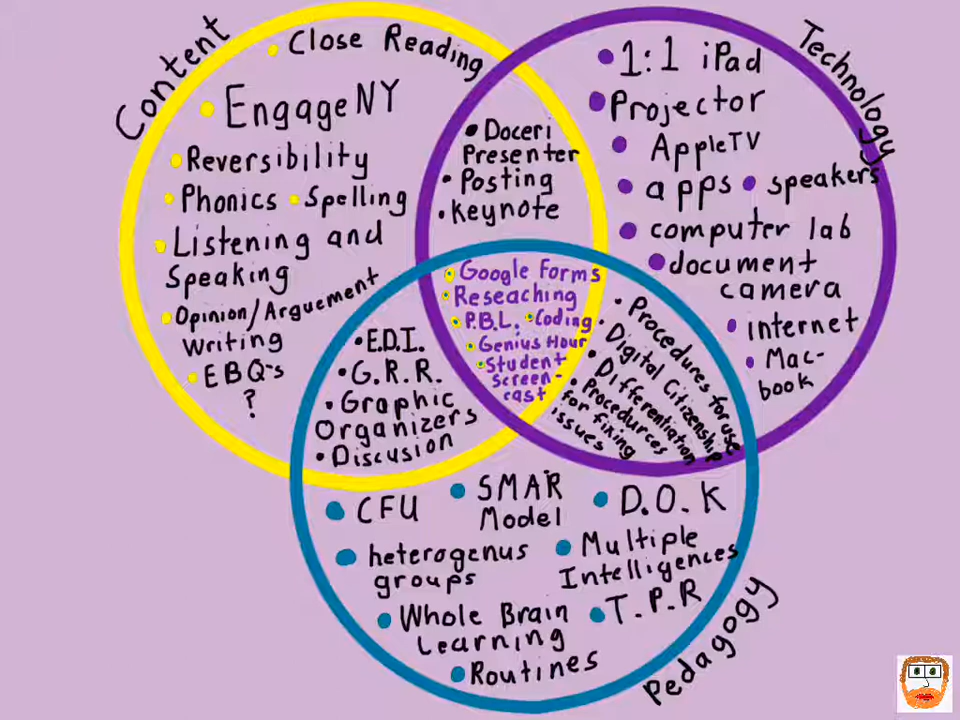 Content
• Close Reading
• EngageNY
• Reversibility
• Phonics • Spelling
• Listening and
Speaking
• Opinion/Arguement
writing
• EBQ-s
?
Technology
• 1:1 iPad
• Projector
• AppleTV
• apps • speakers
• computer lab
• document
camera
• internet
• Mac-
book
• Doceri
Presenter
• Posting
• Keynote
• Google Forms
• Reseaching
• P.B.L. • Coding
• Genius Hour
• Student
Screen-
cast
• E.D.I.
• G.R.R.
• Graphic
Organizers
• Discusion
• Procedures for use
• Digital Citizenship
• Differentiation
• Procedurces
for fixing
issues
• CFU
• SMAR
Model
• D.O.K
• heterogenus
groups
• Multiple
Intelligences
• Whole Brain
Learning
• T.P.R
• Routines
Pedagogy